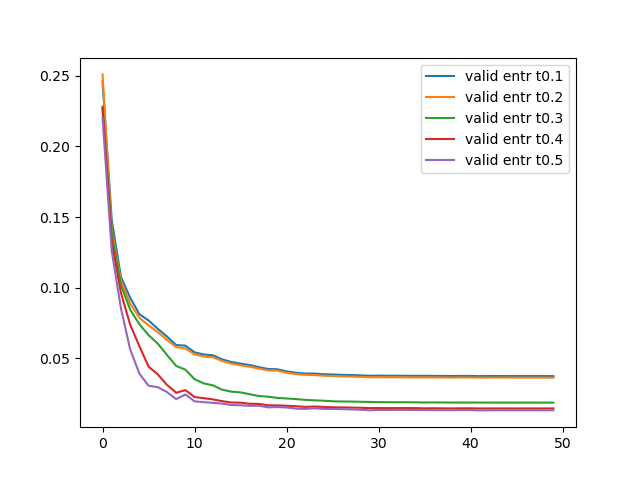 0.25
0.20
0.15
0.10
0.05
0 10 20 30 40 50
valid entr t0.1
valid entr t0.2
valid entr t0.3
valid entr t0.4
valid entr t0.5